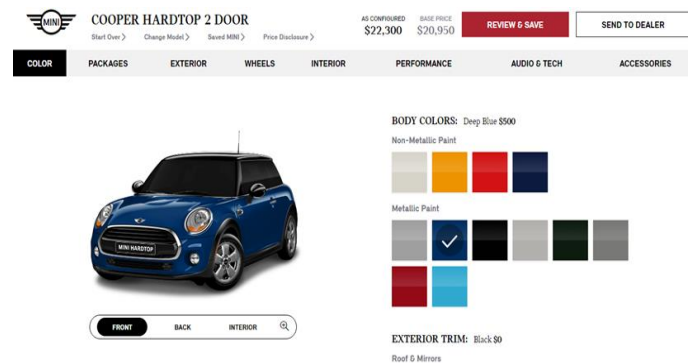 MINI
COOPER HARDTOP 2 DOOR
Start Over > Change Model > Saved MINI > Price Disclosure >
AS CONFIGURED
$22,300
BASE PRICE
$20,950
REVIEW & SAVE
SEND TO DEALER
COLOR PACKAGES EXTERIOR WHEELS INTERIOR PERFORMANCE AUDIO & TECH ACCESSORIES
BODY COLORS: Deep Blue $500
Non-Metallic Paint
Metallic Paint
MINI HARDTOP
FRONT BACK INTERIOR
EXTERIOR TRIM: Black $0
Roof & Mirrors